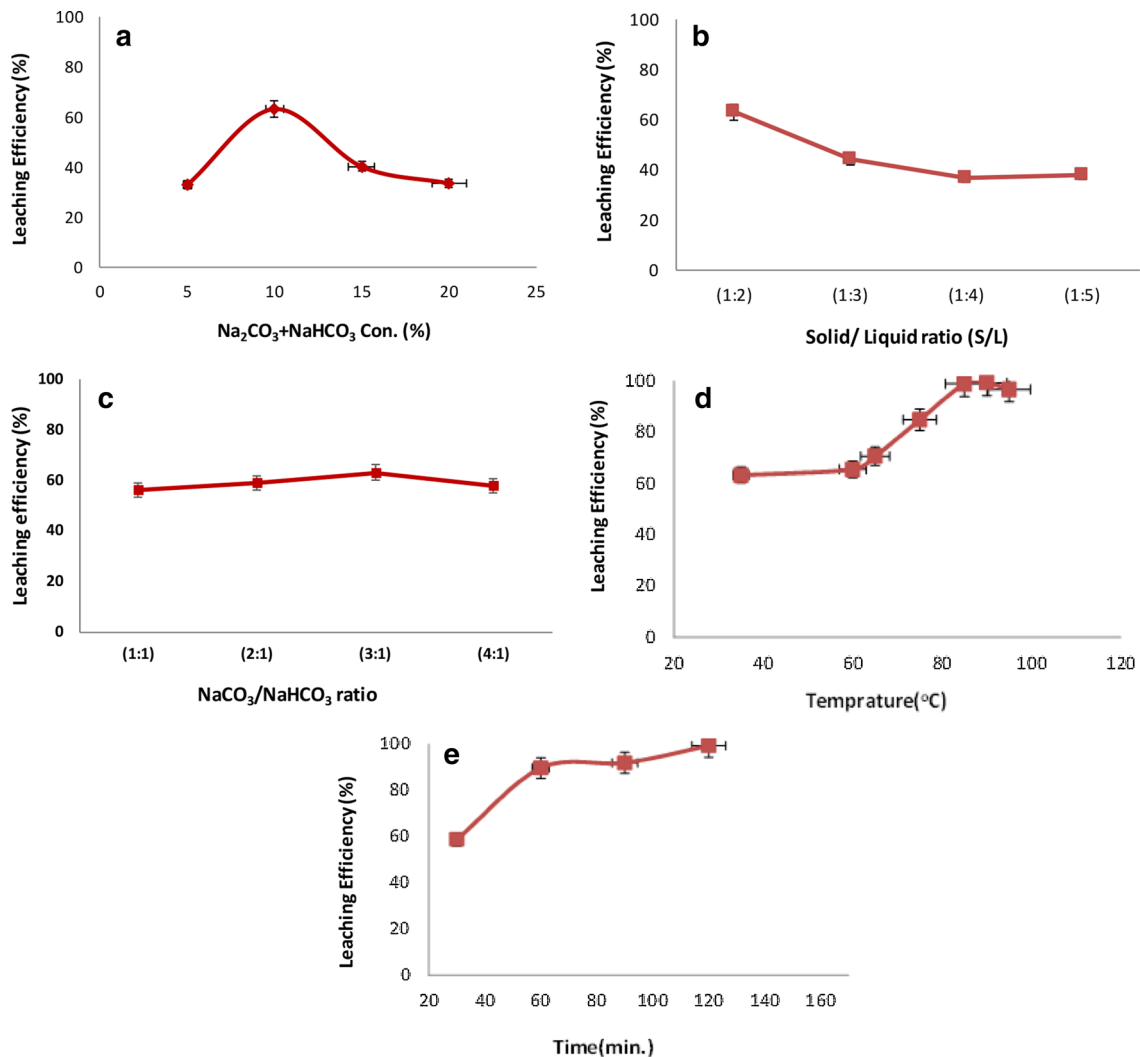 a
Leaching Efficiency (%)
100
80
60
40
20
0
0 5 10 15 20 25
Na₂CO₃+NaHCO₃ Con. (%)
b
Leaching Efficiency (%)
100
80
60
40
20
0
(1:2) (1:3) (1:4) (1:5)
Solid/ Liquid ratio (S/L)
c
Leaching efficiency (%)
100
80
60
40
20
0
(1:1) (2:1) (3:1) (4:1)
NaCO₃/NaHCO₃ ratio
d
Leaching Efficiency (%)
100
80
60
40
20
0
20 40 60 80 100 120
Temprature(°C)
e
Leaching Efficiency (%)
100
80
60
40
20
0
20 40 60 80 100 120 140 160
Time(min.)